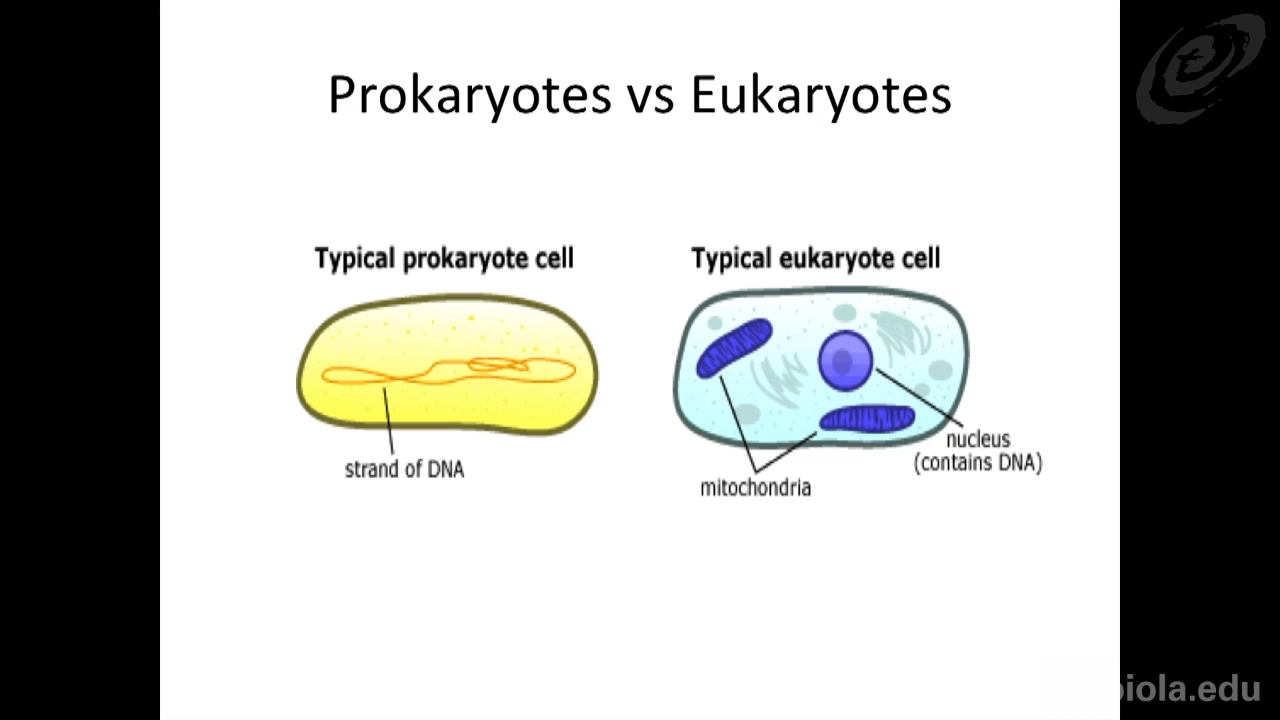 Prokaryotes vs Eukaryotes
Typical prokaryote cell
Typical eukaryote cell
strand of DNA
mitochondria
nucleus
(contains DNA)
biola.edu